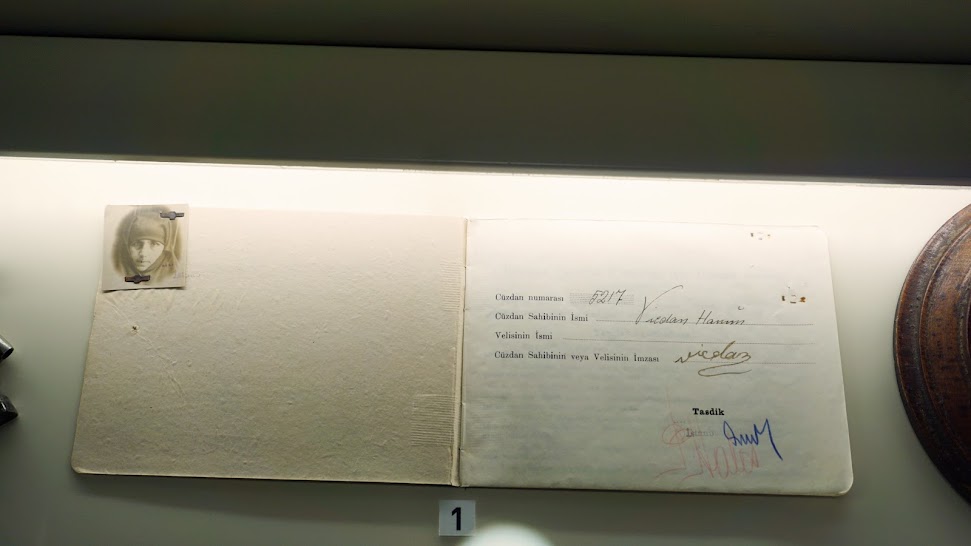 Cüzdan numarası 5217
Cüzdan Sahibinin İsmi Vicdan Hanım
Velisinin İsmi
Cüzdan Sahibinin veya Velisinin İmzası vicdan
Tasdik
1